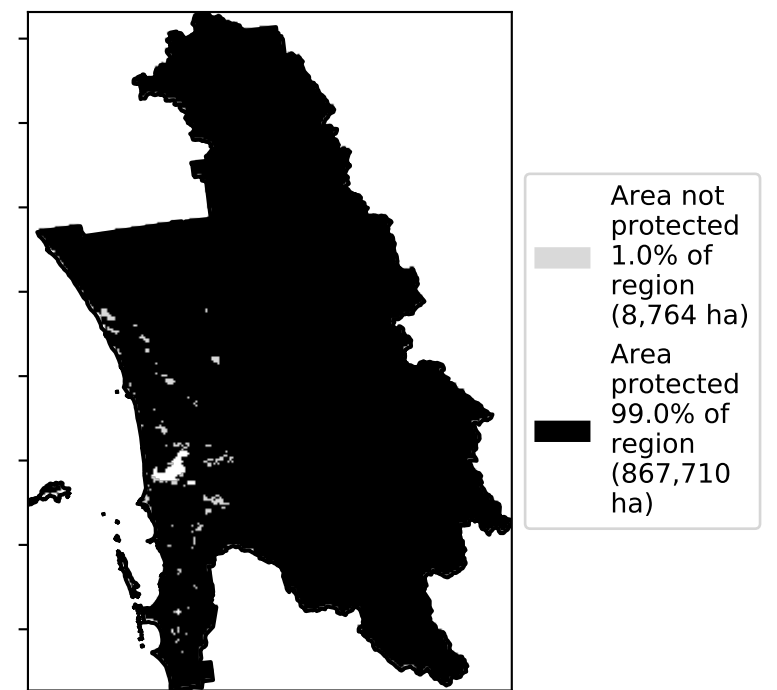 Area not
protected
1.0% of
region
(8,764 ha)
Area
protected
99.0% of
region
(867,710
ha)